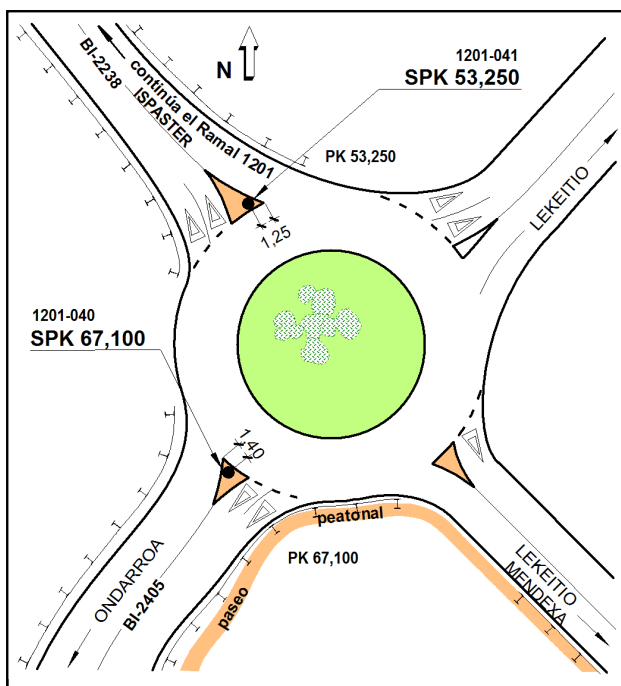 1201-041
SPK 53,250
N
BI-2238
continúa el Ramal 1201
ISPASTER
PK 53,250
1,25
LEKEITIO
1201-040
SPK 67,100
1,40
ONDARROA
BI-2405
peatonal
paseo
PK 67,100
LEKEITIO
MENDEXA